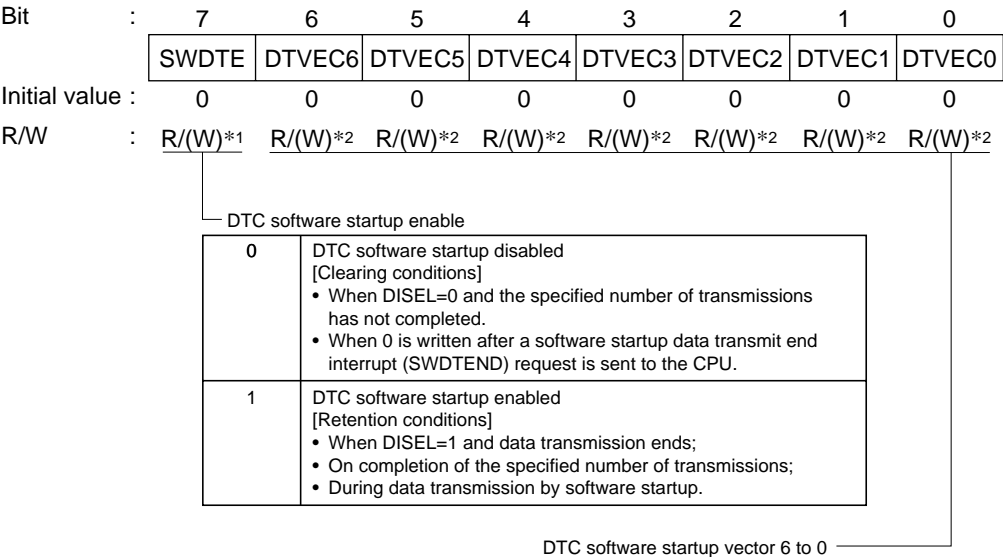 Bit : 7 6 5 4 3 2 1 0
SWDTE DTVEC6 DTVEC5 DTVEC4 DTVEC3 DTVEC2 DTVEC1 DTVEC0
Initial value : 0 0 0 0 0 0 0 0
R/W : R/(W)*1 R/(W)*2 R/(W)*2 R/(W)*2 R/(W)*2 R/(W)*2 R/(W)*2 R/(W)*2
DTC software startup enable
0 DTC software startup disabled
[Clearing conditions]
• When DISEL=0 and the specified number of transmissions
has not completed.
• When 0 is written after a software startup data transmit end
interrupt (SWDTEND) request is sent to the CPU.
1 DTC software startup enabled
[Retention conditions]
• When DISEL=1 and data transmission ends;
• On completion of the specified number of transmissions;
• During data transmission by software startup.
DTC software startup vector 6 to 0